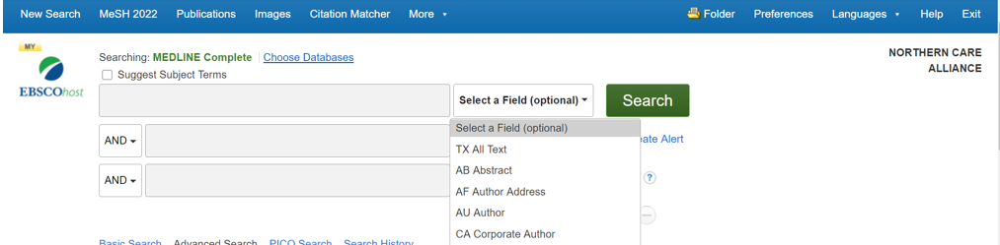 New Search MeSH 2022 Publications Images Citation Matcher More Folder Preferences Languages Help Exit
MY
EBSCOhost
Searching: MEDLINE Complete Choose Databases
Suggest Subject Terms
NORTHERN CARE
ALLIANCE
Select a Field (optional) Search
Select a Field (optional)
AND
TX All Text
eate Alert
AB Abstract
AND
?
AF Author Address
AU Author
CA Corporate Author
Basic Search Advanced Search PICO Search Search History